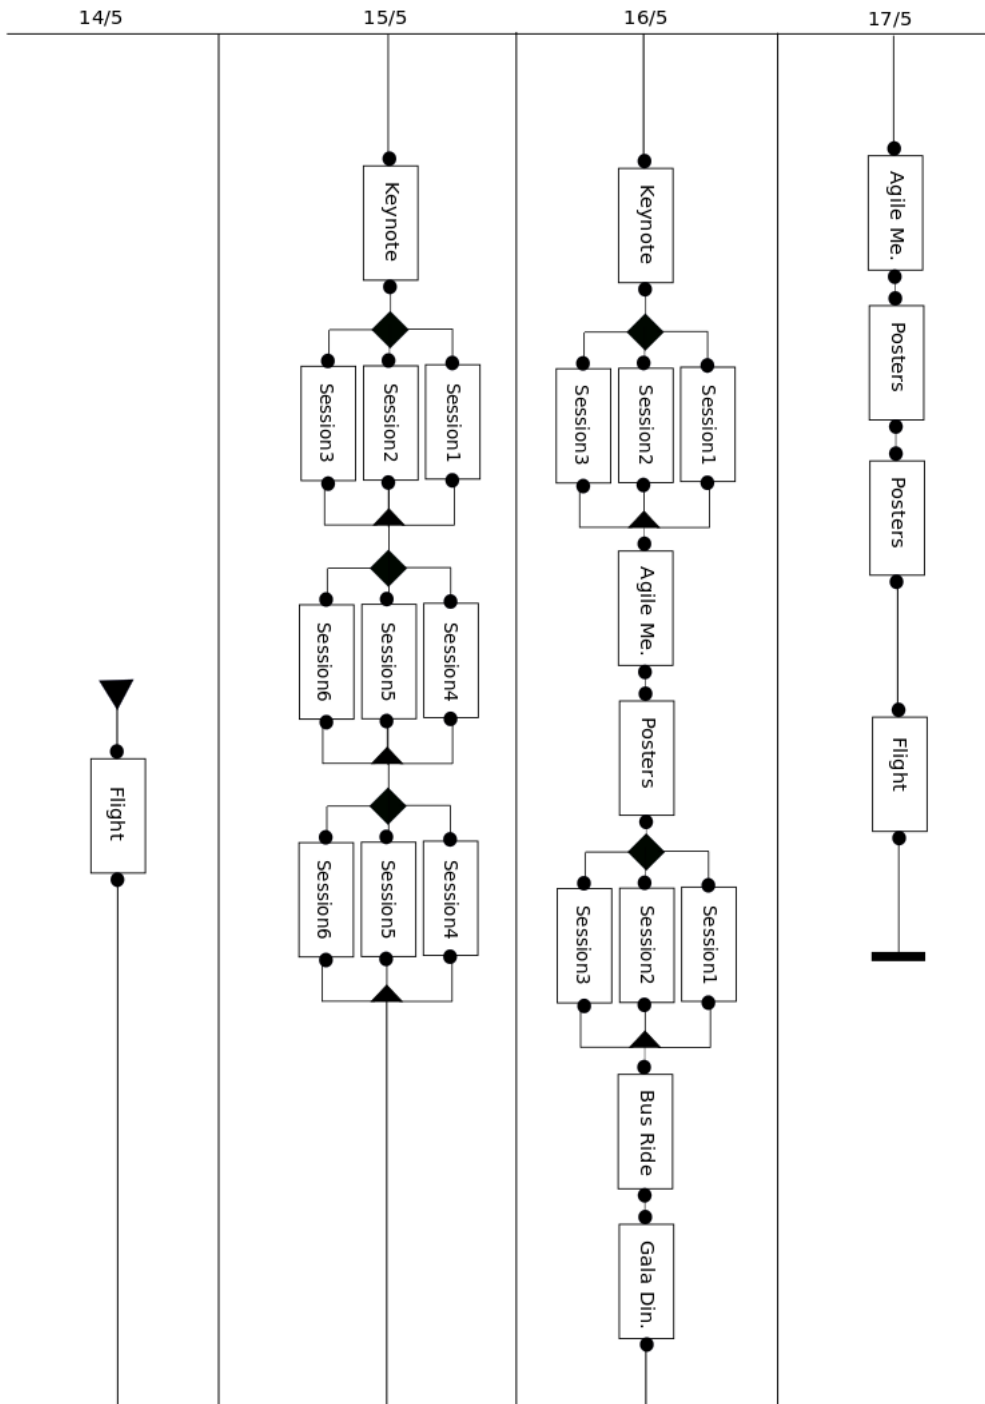 14/5
15/5
16/5
17/5
Flight
Keynote
Session3
Session2
Session1
Session6
Session5
Session4
Session6
Session5
Session4
Keynote
Session3
Session2
Session1
Agile Me.
Posters
Session3
Session2
Session1
Bus Ride
Gala Din.
Agile Me.
Posters
Posters
Flight